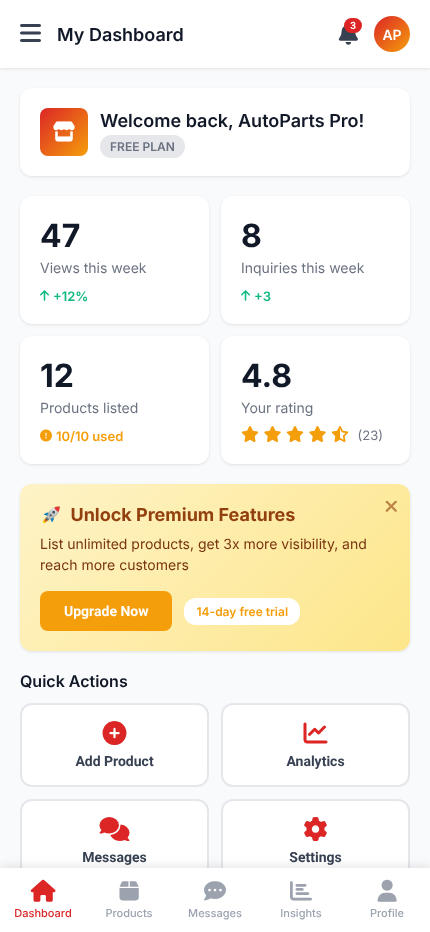 My Dashboard
3
AP
Welcome back, AutoParts Pro!
FREE PLAN
47
Views this week
+12%
8
Inquiries this week
+3
12
Products listed
10/10 used
4.8
Your rating
(23)
🚀 Unlock Premium Features
List unlimited products, get 3x more visibility, and
reach more customers
Upgrade Now
14-day free trial
Quick Actions
Add Product
Analytics
Messages
Settings
Dashboard
Products
Messages
Insights
Profile